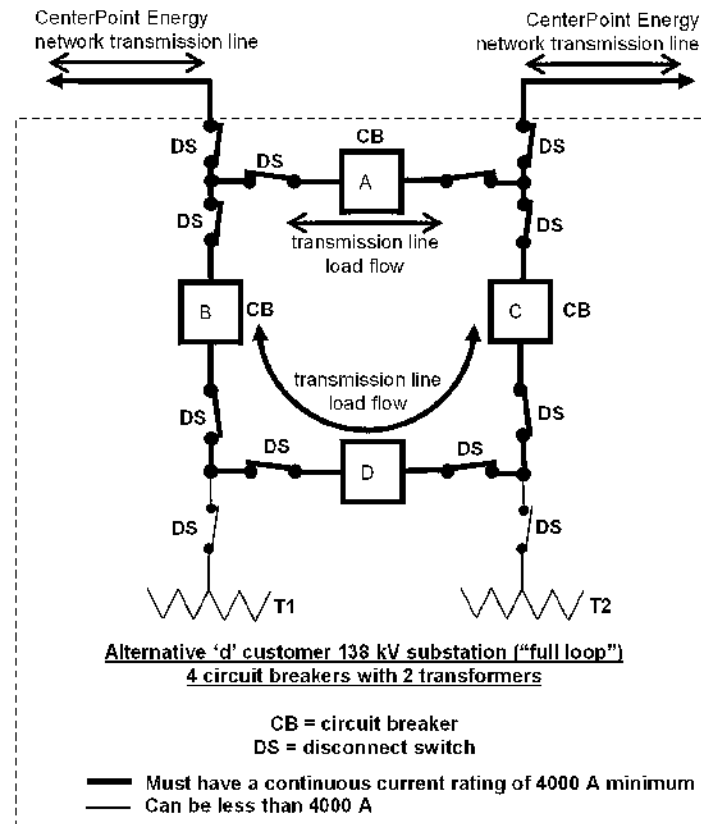 CenterPoint Energy
network transmission line
CenterPoint Energy
network transmission line
DS
DS
CB
DS
A
DS
transmission line
load flow
DS
B
CB
C
CB
transmission line
load flow
DS
DS
DS
DS
D
DS
DS
T1
T2
Alternative ‘d’ customer 138 kV substation (“full loop”)
4 circuit breakers with 2 transformers
CB = circuit breaker
DS = disconnect switch
Must have a continuous current rating of 4000 A minimum
Can be less than 4000 A